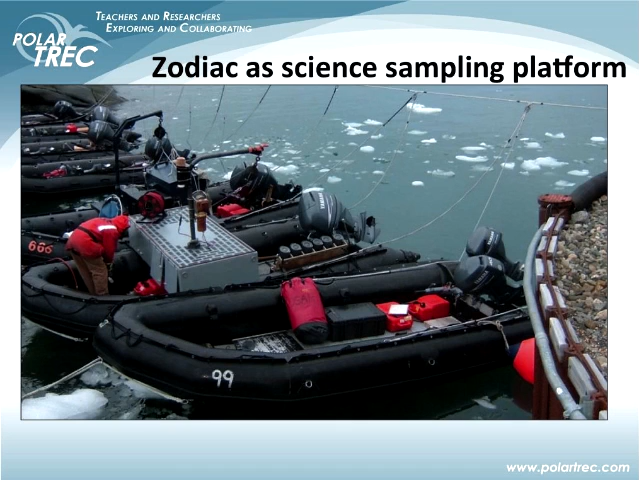 TEACHERS AND RESEARCHERS
EXPLORING AND COLLABORATING
POLAR
TREC
Zodiac as science sampling platform
666
99
www.polartrec.com